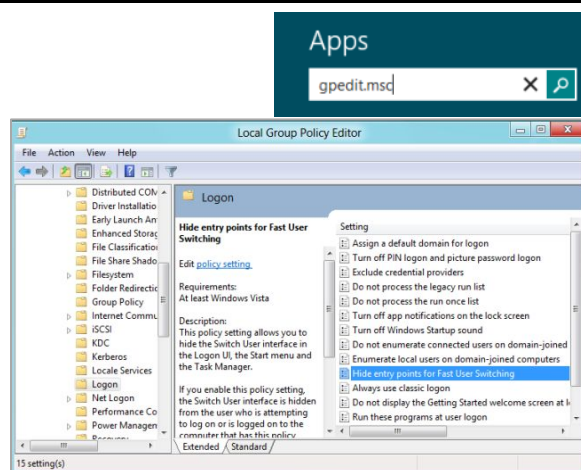 Apps
gpedit.msc
Local Group Policy Editor
File Action View Help
Distributed COM
Driver Installatio
Early Launch An
Enhanced Storag
File Classification
File Share Shado
Filesystem
Folder Redirectio
Group Policy
Internet Commu
iSCSI
KDC
Kerberos
Locale Services
Logon
Net Logon
Performance Co
Power Managem
Recovery
Logon
Hide entry points for Fast User
Switching
Edit policy setting
Requirements:
At least Windows Vista
Description:
This policy setting allows you to
hide the Switch User interface in
the Logon UI, the Start menu and
the Task Manager.
If you enable this policy setting,
the Switch User interface is hidden
from the user who is attempting
to log on or is logged on to the
computer that has this policy
Setting
Assign a default domain for logon
Turn off PIN logon and picture password logon
Exclude credential providers
Do not process the legacy run list
Do not process the run once list
Turn off app notifications on the lock screen
Turn off Windows Startup sound
Do not enumerate connected users on domain-joined
Enumerate local users on domain-joined computers
Hide entry points for Fast User Switching
Always use classic logon
Do not display the Getting Started welcome screen at l
Run these programs at user logon
Extended Standard
15 setting(s)